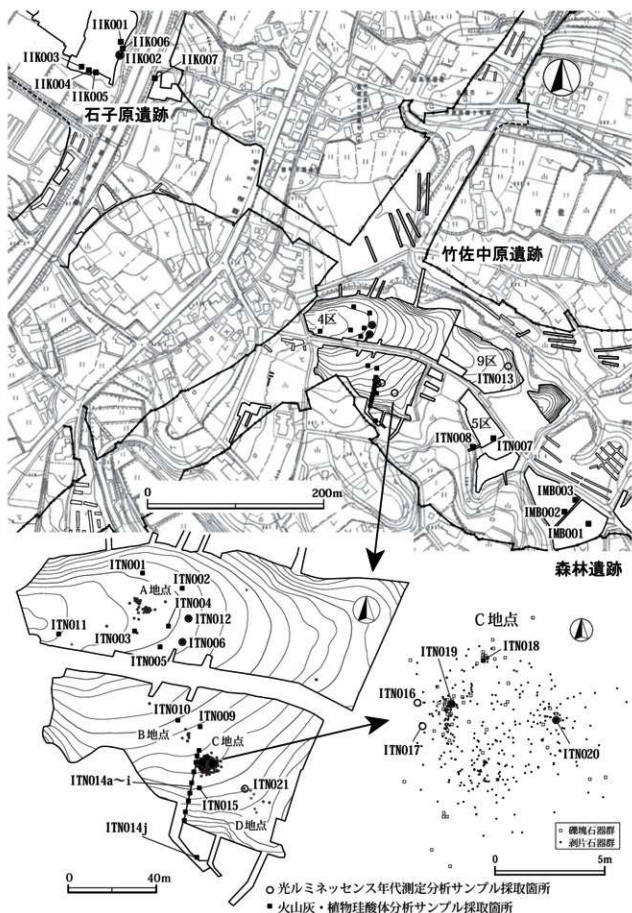 IIK001
IIK006
IIK002
IIK007
IIK003
IIK004
IIK005
石子原遺跡
竹佐中原遺跡
4区
9区
ITN013
5区
ITN008
ITN007
IMB003
IMB002
IMB001
0
200m
森林遺跡
ITN001
ITN002
A地点
ITN004
ITN012
ITN011
ITN003
ITN006
ITN005
ITN010
ITN009
B地点
C地点
ITN014a～i
ITN021
ITN015
D地点
ITN014j
C地点
ITN018
ITN019
ITN016
ITN017
ITN020
礫塊石器群
剥片石器群
0
5m
0
40m
光ルミネッセンス年代測定分析サンプル採取箇所
火山灰・植物珪酸体分析サンプル採取箇所